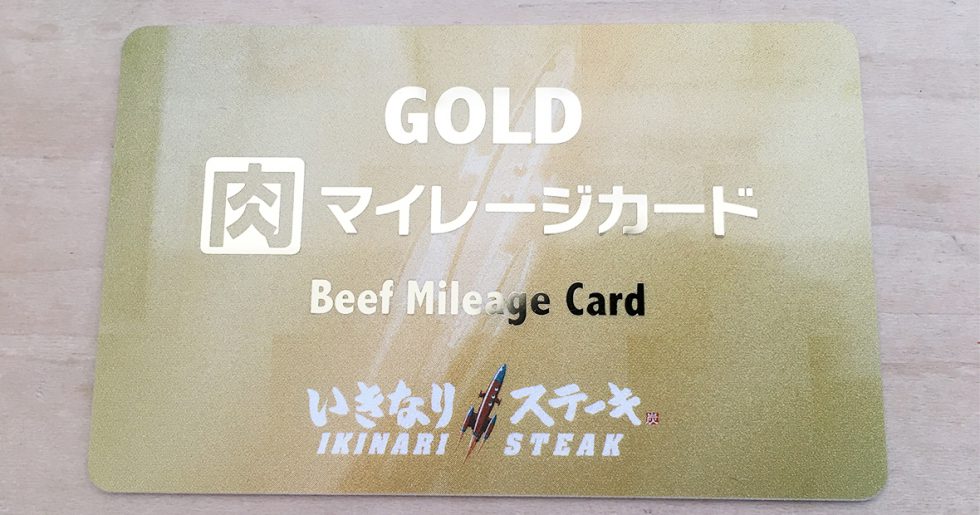 GOLD
肉 マイレージカード
Beef Mileage Card
いきなりステーキ 炭
IKINARI STEAK